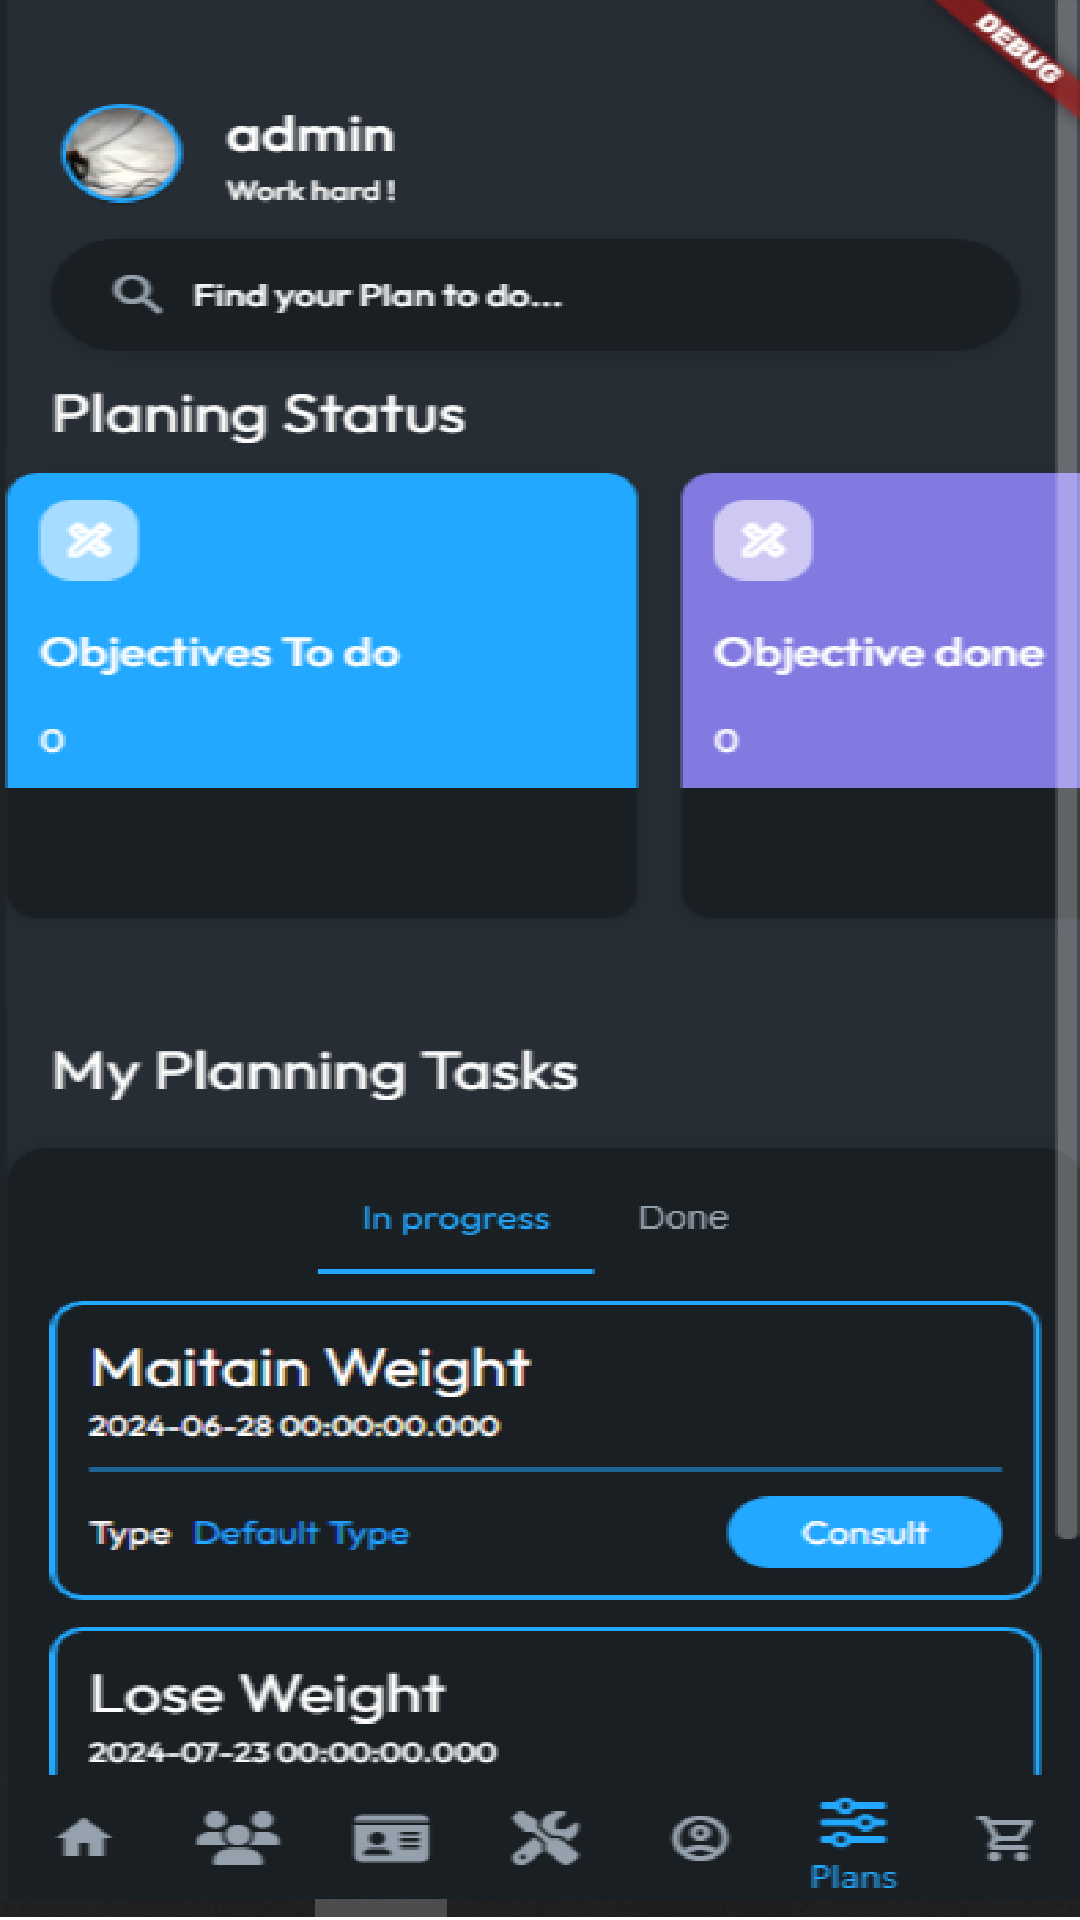 DEBUG
admin
Work hard !
Find your Plan to do...
Planing Status
Objectives To do
0
Objective done
0
My Planning Tasks
In progress
Done
Maitain Weight
2024-06-28 00:00:00.000
Type Default Type
Consult
Lose Weight
2024-07-23 00:00:00.000
Plans